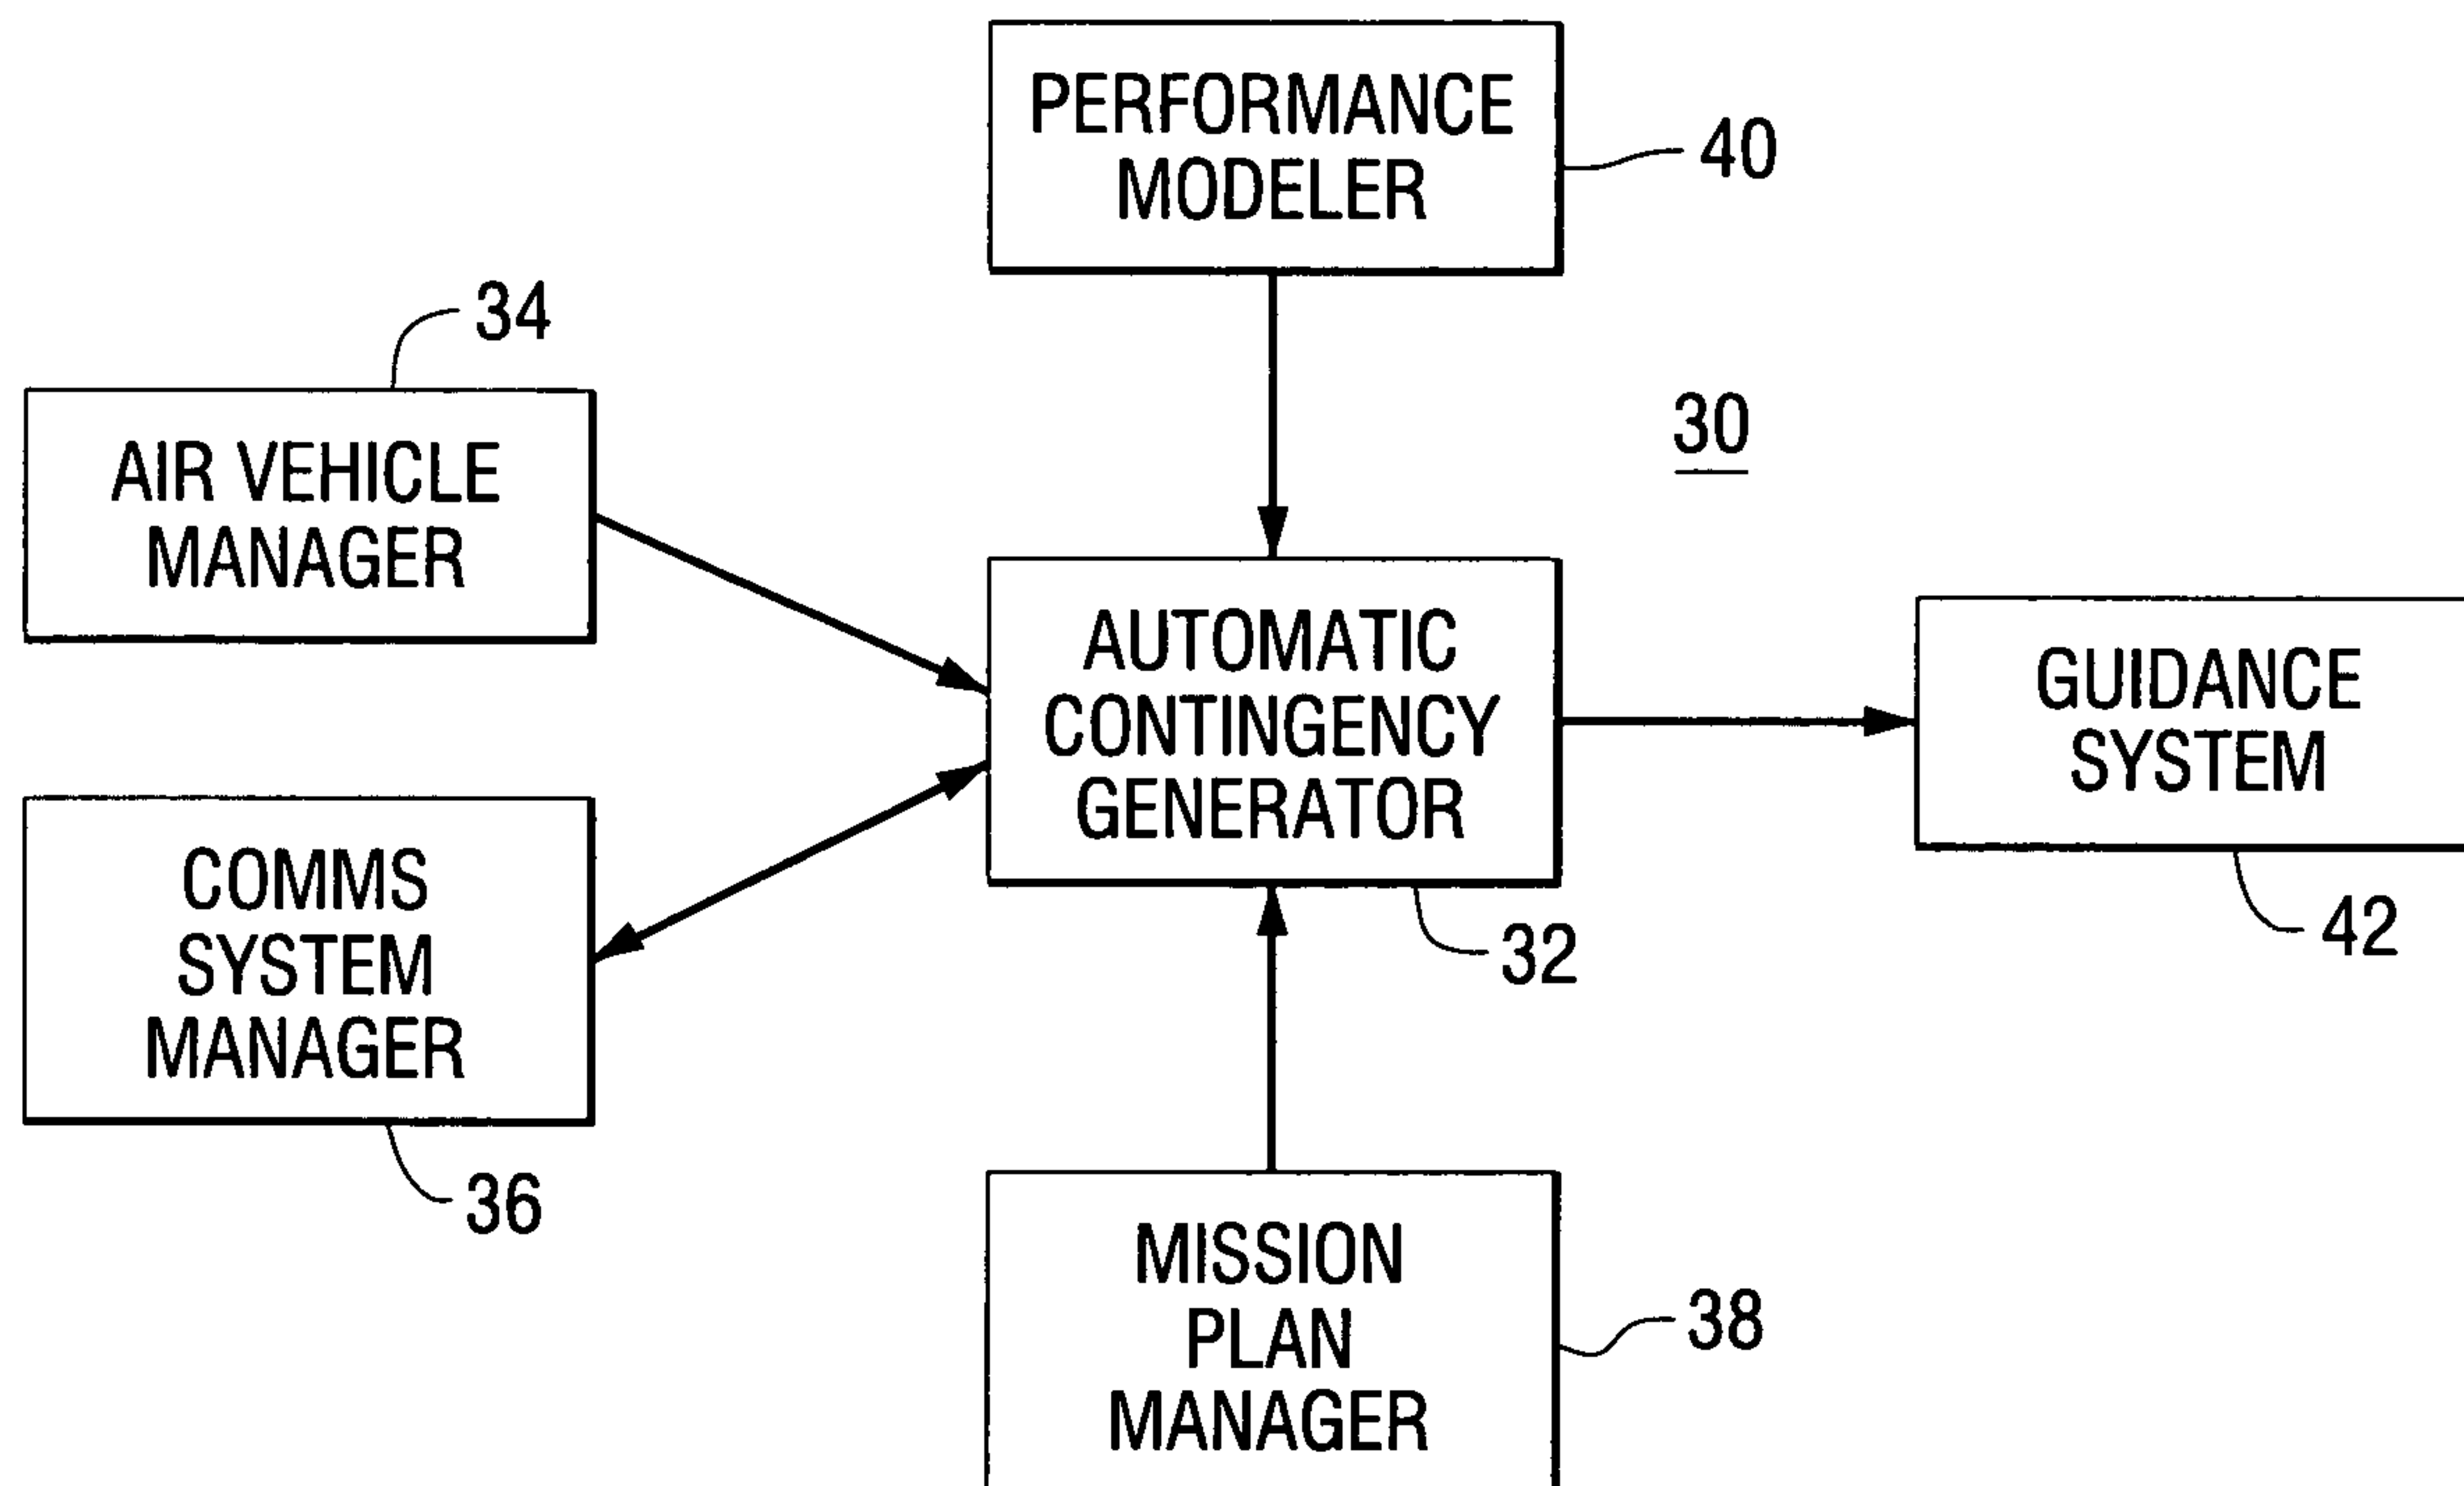 PERFORMANCE
MODELER
40
34
AIR VEHICLE
MANAGER
30
AUTOMATIC
CONTINGENCY
GENERATOR
32
GUIDANCE
SYSTEM
42
COMMS
SYSTEM
MANAGER
36
MISSION
PLAN
MANAGER
38